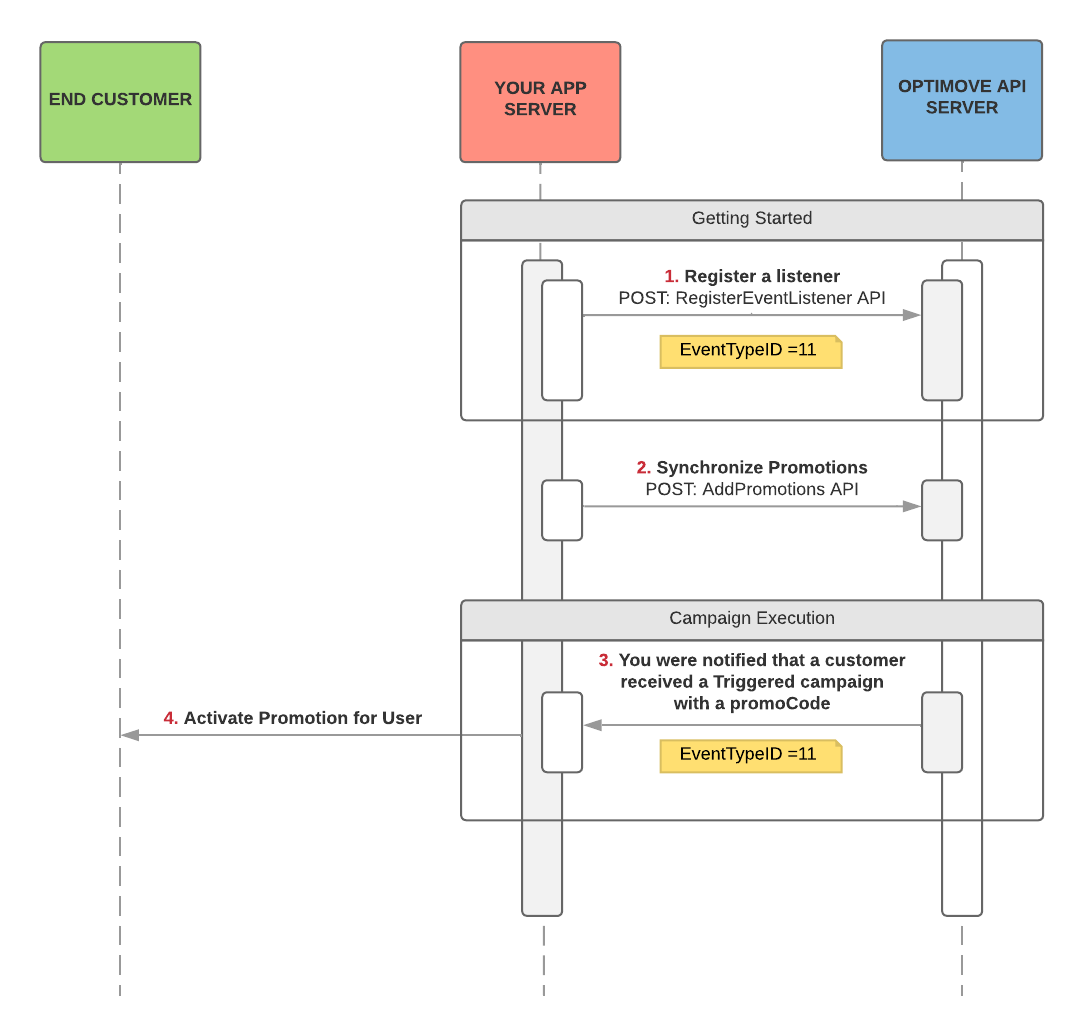 END CUSTOMER
YOUR APP
SERVER
OPTIMOVE API
SERVER
Getting Started
1. Register a listener
POST: RegisterEventListener API
EventTypeID =11
2. Synchronize Promotions
POST: AddPromotions API
Campaign Execution
3. You were notified that a customer
received a Triggered campaign
with a promoCode
4. Activate Promotion for User
EventTypeID =11